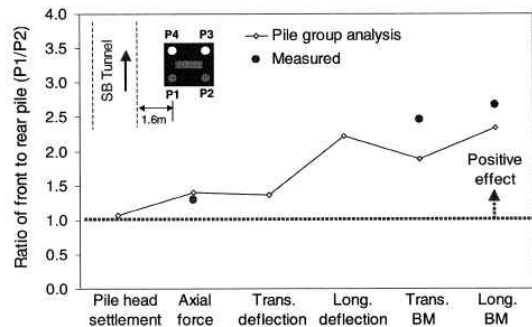 Ratio of front to rear pile (P1/P2)
4.0
3.5
3.0
2.5
2.0
1.5
1.0
0.5
0.0
SB Tunnel
P4 P3
P1 P2
1.6m
Pile group analysis
Measured
Positive
effect
Pile head
settlement
Axial
force
Trans.
deflection
Long.
deflection
Trans.
BM
Long.
BM